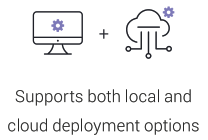 Supports both local and
cloud deployment options